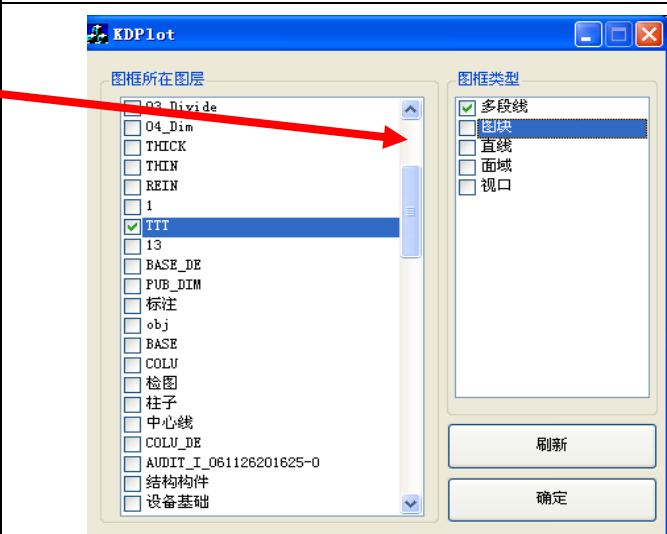 KDPlot
图框所在图层
03_Divide
04_Dim
THICK
THIN
REIN
1
TTT
13
BASE_DE
PUB_DIM
标注
obj
BASE
COLU
检图
柱子
中心线
COLU_DE
AUDIT_I_061126201625-0
结构构件
设备基础
图框类型
多段线
图块
直线
面域
视口
刷新
确定